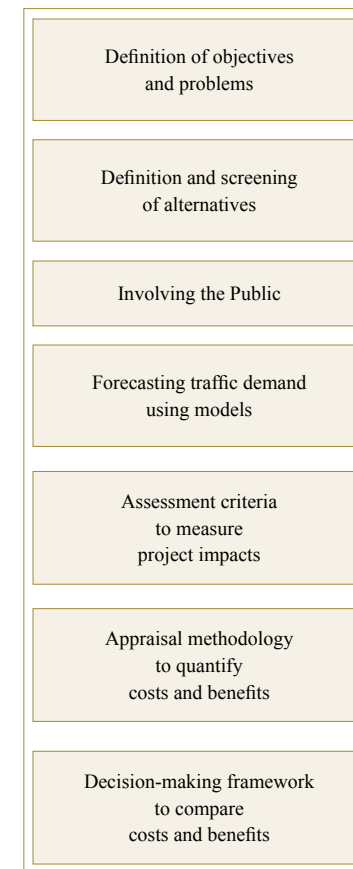 Definition of objectives
and problems
Definition and screening
of alternatives
Involving the Public
Forecasting traffic demand
using models
Assessment criteria
to measure
project impacts
Appraisal methodology
to quantify
costs and benefits
Decision-making framework
to compare
costs and benefits